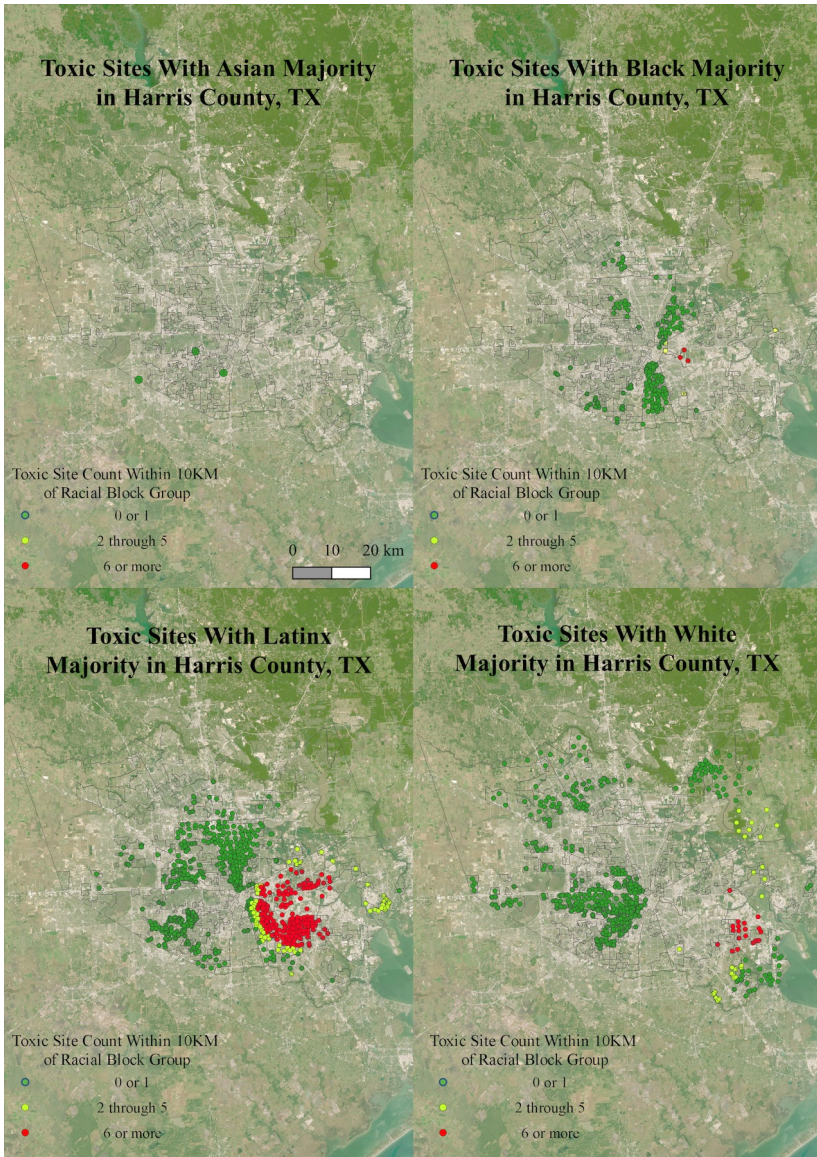 Toxic Sites With Asian Majority
in Harris County, TX
Toxic Site Count Within 10KM
of Racial Block Group
0 or 1
2 through 5
6 or more
0 10 20 km
Toxic Sites With Black Majority
in Harris County, TX
Toxic Site Count Within 10KM
of Racial Block Group
0 or 1
2 through 5
6 or more
Toxic Sites With Latinx
Majority in Harris County, TX
Toxic Site Count Within 10KM
of Racial Block Group
0 or 1
2 through 5
6 or more
Toxic Sites With White
Majority in Harris County, TX
Toxic Site Count Within 10KM
of Racial Block Group
0 or 1
2 through 5
6 or more